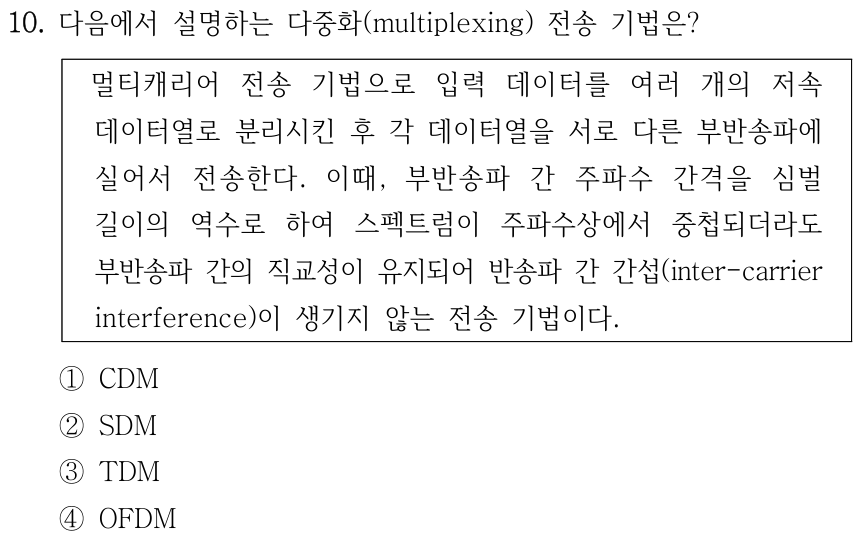 10. 다음에서 설명하는 다중화(multiplexing) 전송 기법은?
멀티캐리어 전송 기법으로 입력 데이터를 여러 개의 저속
데이터열로 분리시킨 후 각 데이터열을 서로 다른 부반송파에
실어서 전송한다. 이때, 부반송파 간 주파수 간격을 심벌
길이의 역수로 하여 스펙트럼이 주파수상에서 중첩되더라도
부반송파 간의 직교성이 유지되어 반송파 간 간섭(inter-carrier
interference)이 생기지 않는 전송 기법이다.
① CDM
② SDM
③ TDM
④ OFDM